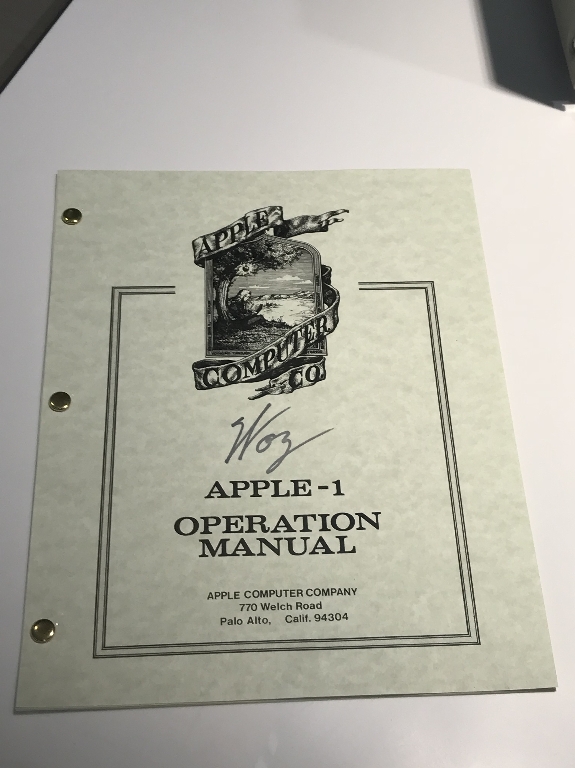 APPLE
COMPUTER CO
Woz
APPLE-1
OPERATION
MANUAL
APPLE COMPUTER COMPANY
770 Welch Road
Palo Alto, Calif. 94304